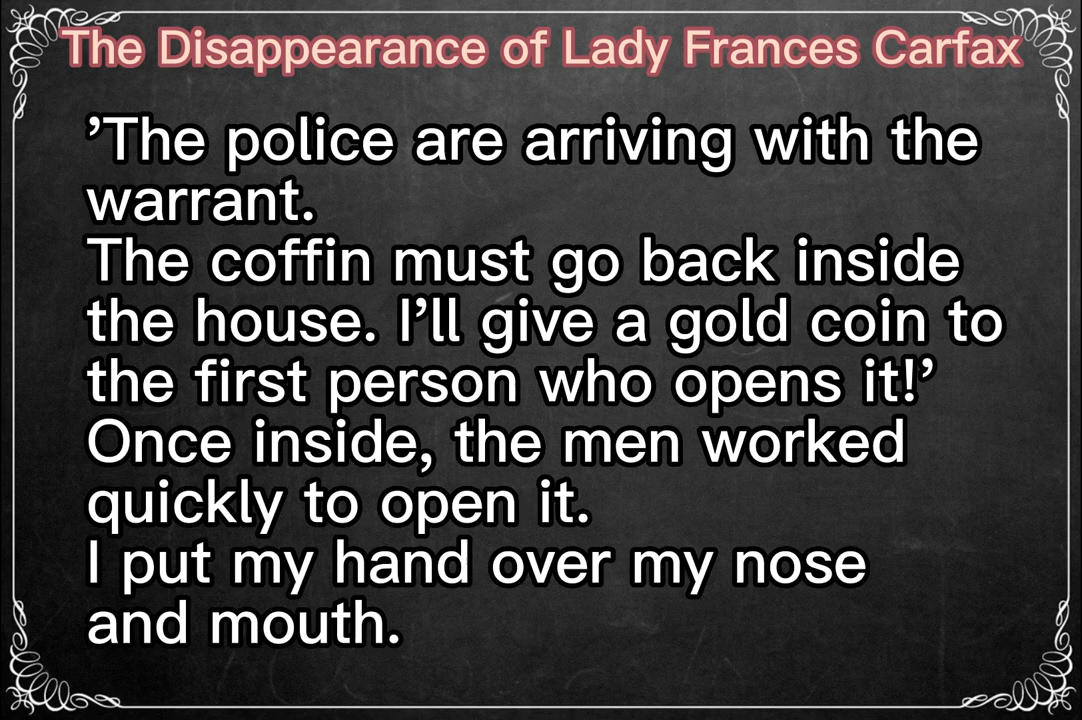 The Disappearance of Lady Frances Carfax
’The police are arriving with the
warrant.
The coffin must go back inside
the house. I’ll give a gold coin to
the first person who opens it!’
Once inside, the men worked
quickly to open it.
I put my hand over my nose
and mouth.